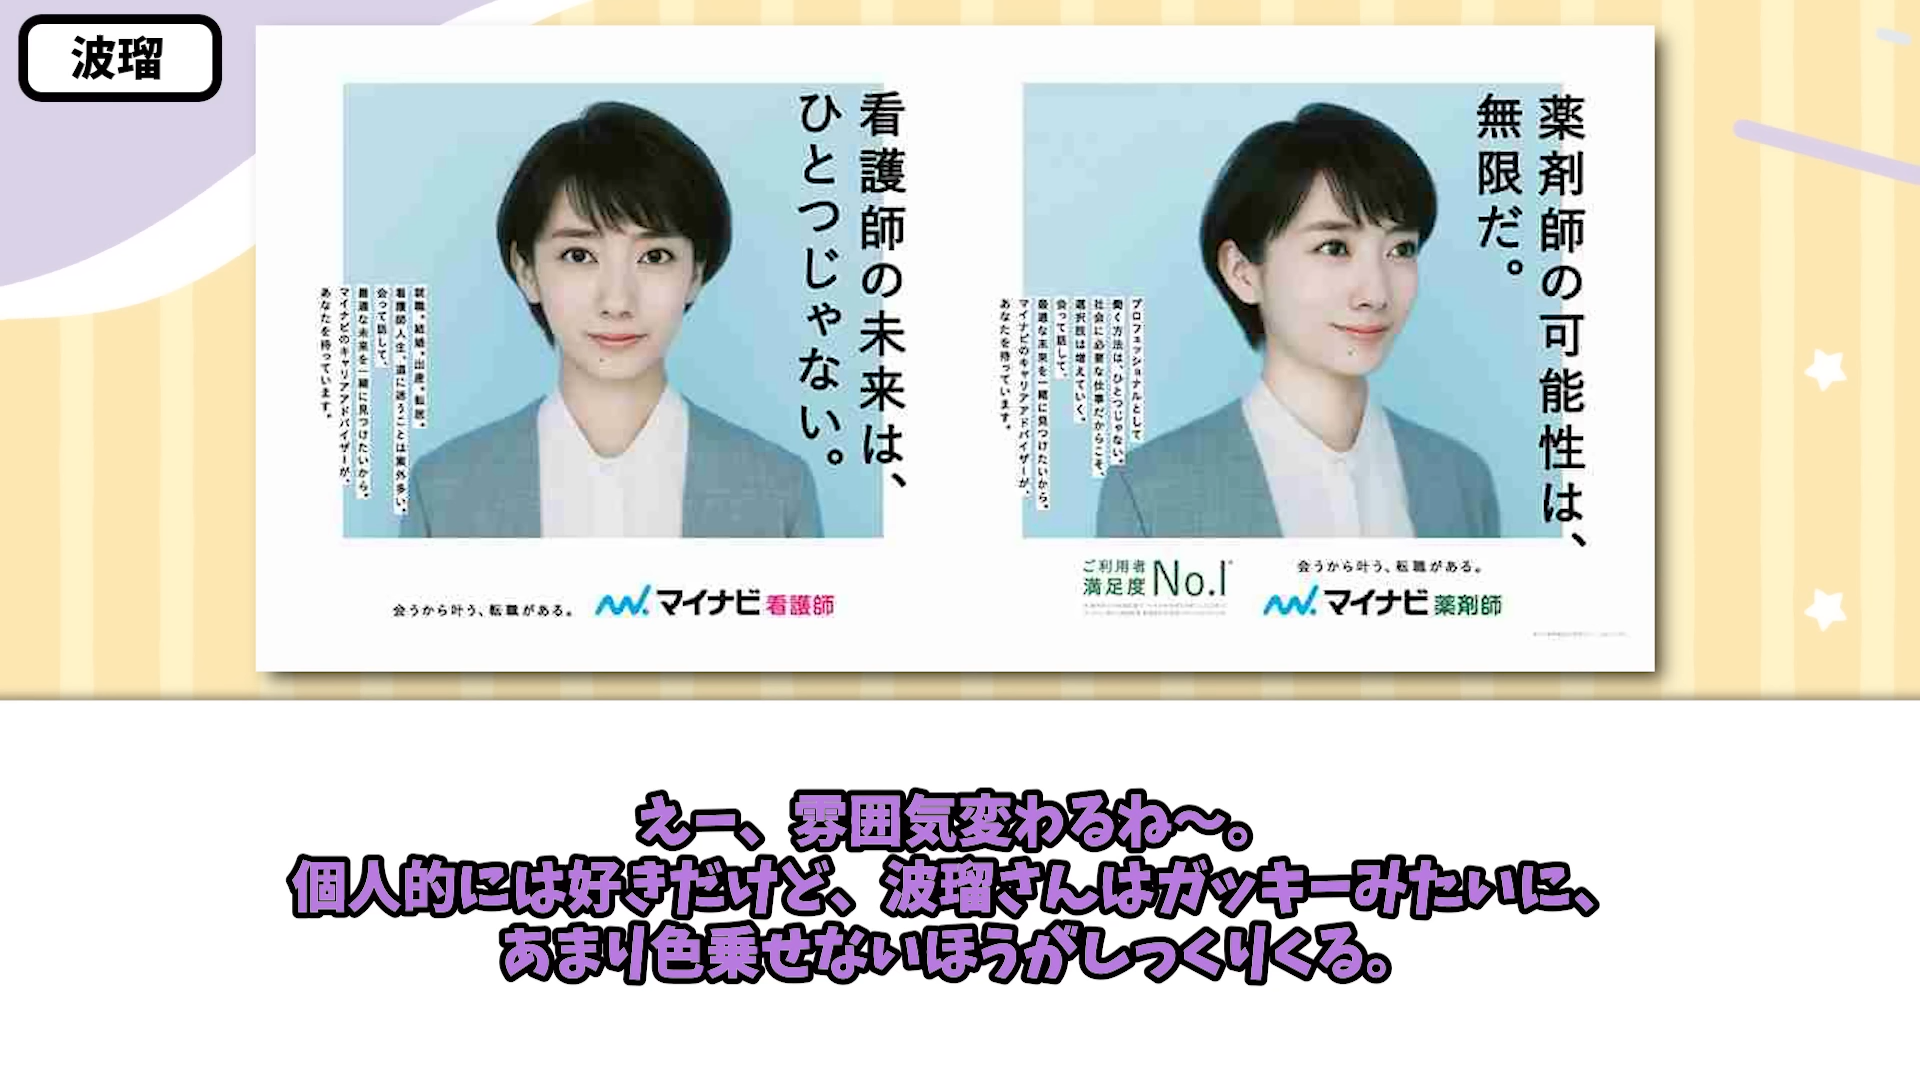 波瑠
看護師の未来は、
ひとつじゃない。
就職。結婚。出産。転居。
看護師人生、道に迷うことは案外多い。
会って話して、
最適な未来を一緒に見つけたいから。
マイナビのキャリアアドバイザーが、
あなたを待っています。
会うから叶う、転職がある。
マイナビ看護師
薬剤師の可能性は、
無限だ。
プロフェッショナルとして
働く方法は、ひとつじゃない。
社会に必要な仕事だからこそ、
選択肢は増えていく。
会って話して、
最適な未来を一緒に見つけたいから。
マイナビのキャリアアドバイザーが、
あなたを待っています。
ご利用者
満足度 No.1
会うから叶う、転職がある。
マイナビ薬剤師
えー、雰囲気変わるね〜。
個人的には好きだけど、波瑠さんはガッキーみたいに、
あまり色乗せないほうがしっくりくる。